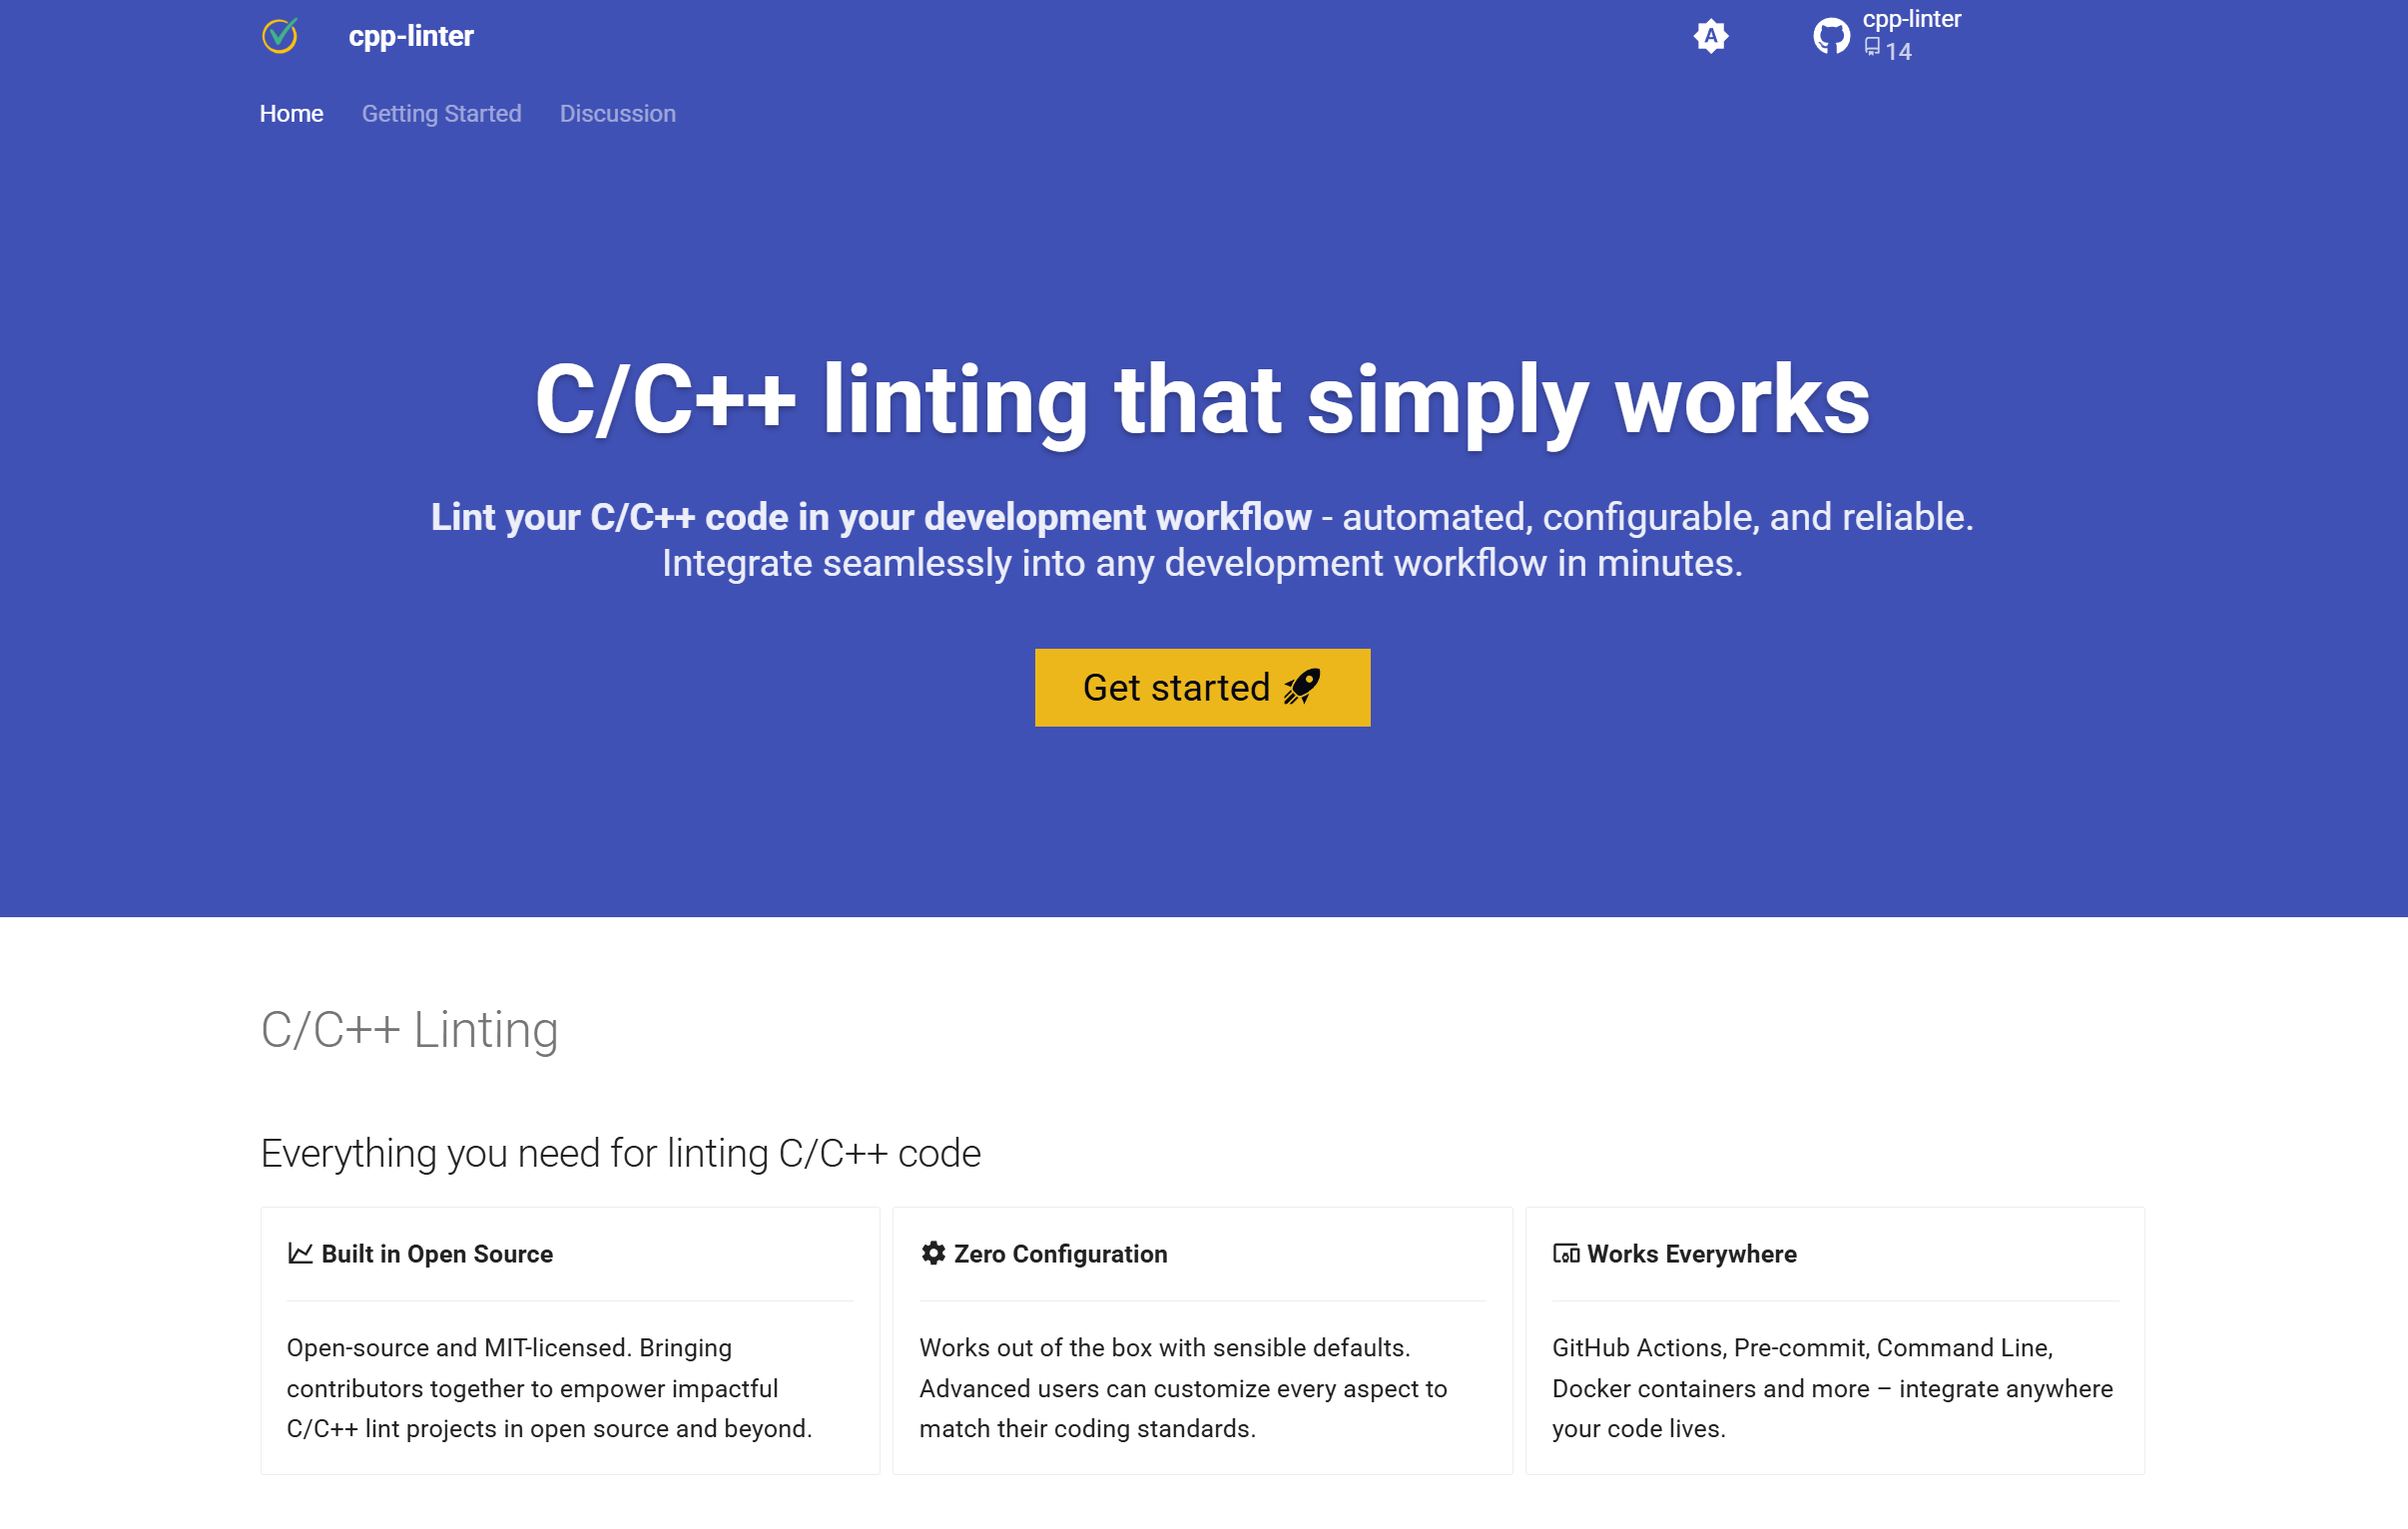 cpp-linter
A
cpp-linter
14
Home
Getting Started
Discussion
C/C++ linting that simply works
Lint your C/C++ code in your development workflow - automated, configurable, and reliable.
Integrate seamlessly into any development workflow in minutes.
Get started
C/C++ Linting
Everything you need for linting C/C++ code
Built in Open Source
Open-source and MIT-licensed. Bringing
contributors together to empower impactful
C/C++ lint projects in open source and beyond.
Zero Configuration
Works out of the box with sensible defaults.
Advanced users can customize every aspect to
match their coding standards.
Works Everywhere
GitHub Actions, Pre-commit, Command Line,
Docker containers and more – integrate anywhere
your code lives.